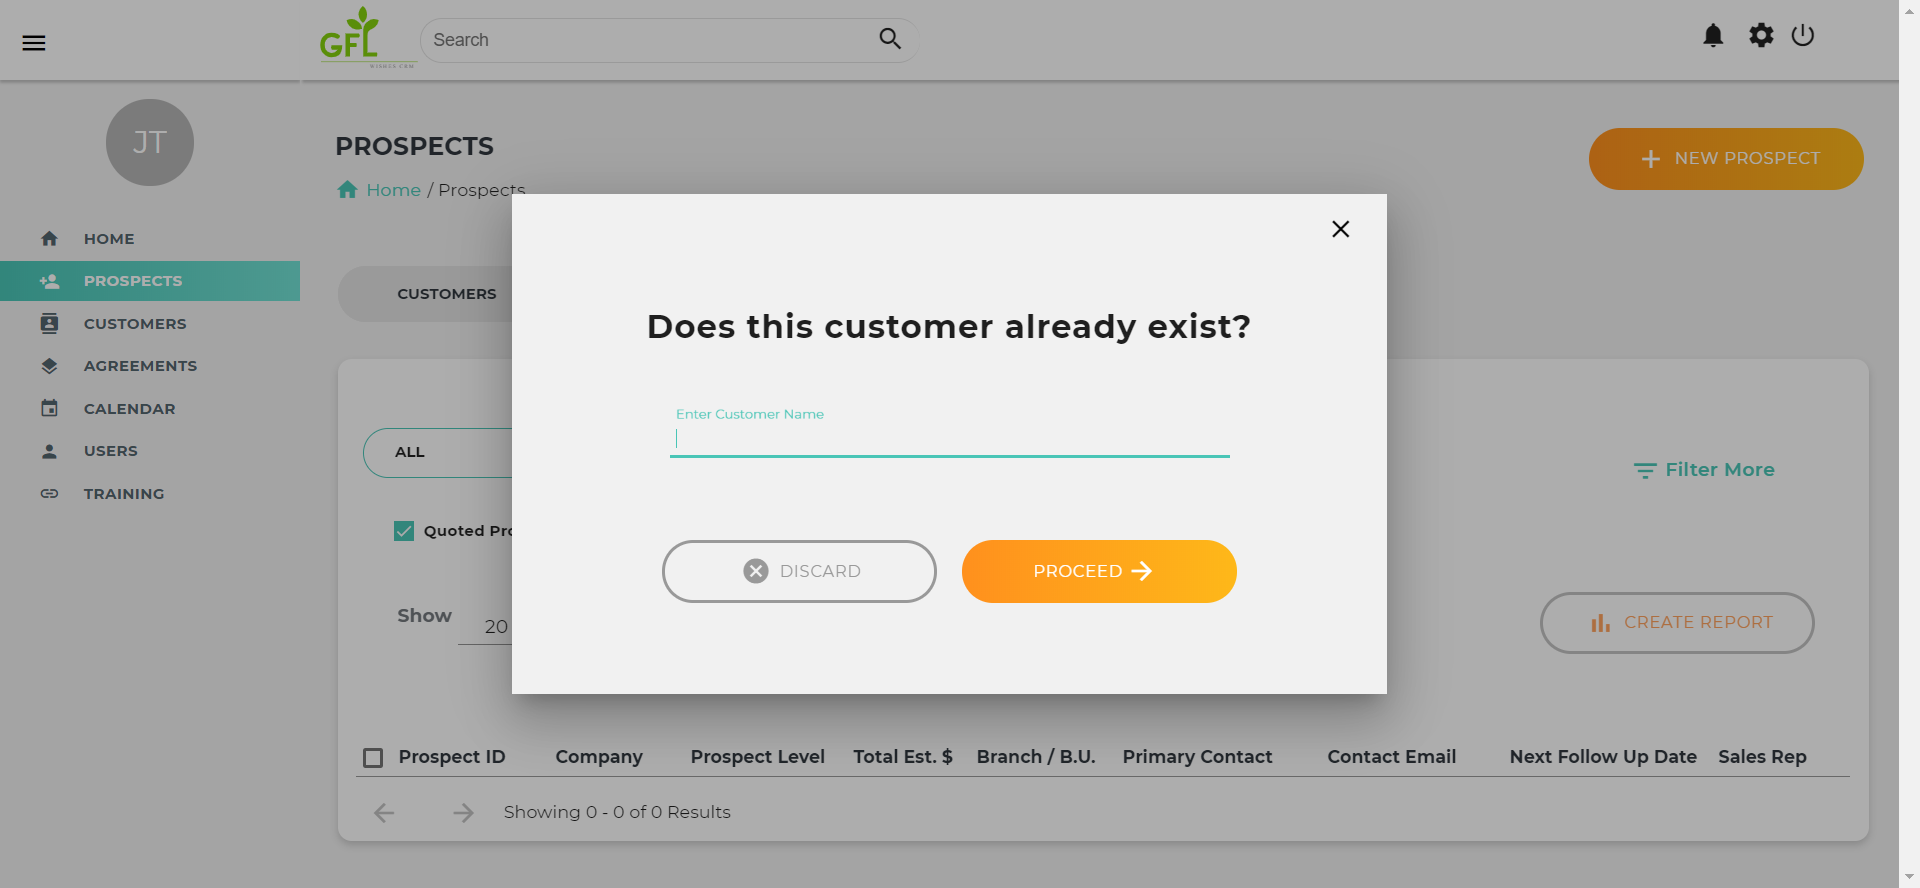 GFL
WISHES CRM
Search
JT
HOME
PROSPECTS
CUSTOMERS
AGREEMENTS
CALENDAR
USERS
TRAINING
PROSPECTS
Home / Prospects
NEW PROSPECT
CUSTOMERS
Does this customer already exist?
Enter Customer Name
DISCARD
PROCEED
ALL
Filter More
Quoted Pro
Show
20
CREATE REPORT
Prospect ID Company Prospect Level Total Est. $ Branch / B.U. Primary Contact Contact Email Next Follow Up Date Sales Rep
Showing 0 - 0 of 0 Results